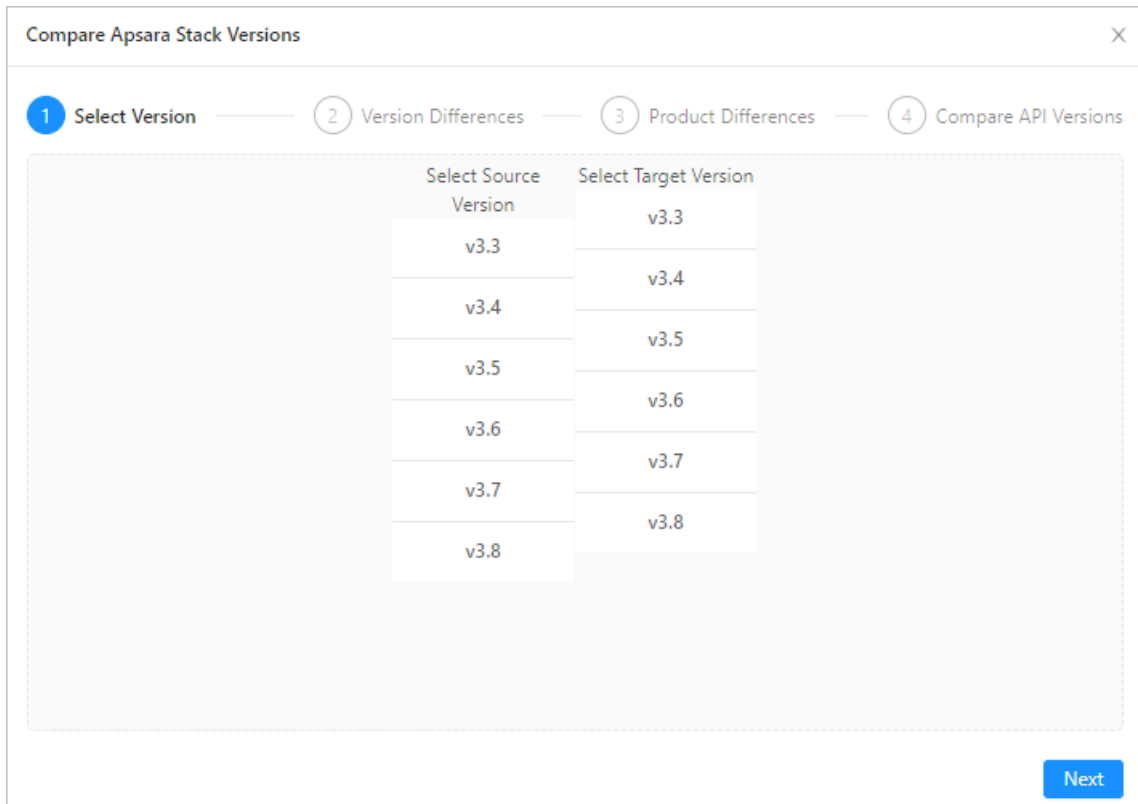 Compare Apsara Stack Versions
1 Select Version
2 Version Differences
3 Product Differences
4 Compare API Versions
Select Source
Version
v3.3
v3.4
v3.5
v3.6
v3.7
v3.8
Select Target Version
v3.3
v3.4
v3.5
v3.6
v3.7
v3.8
Next